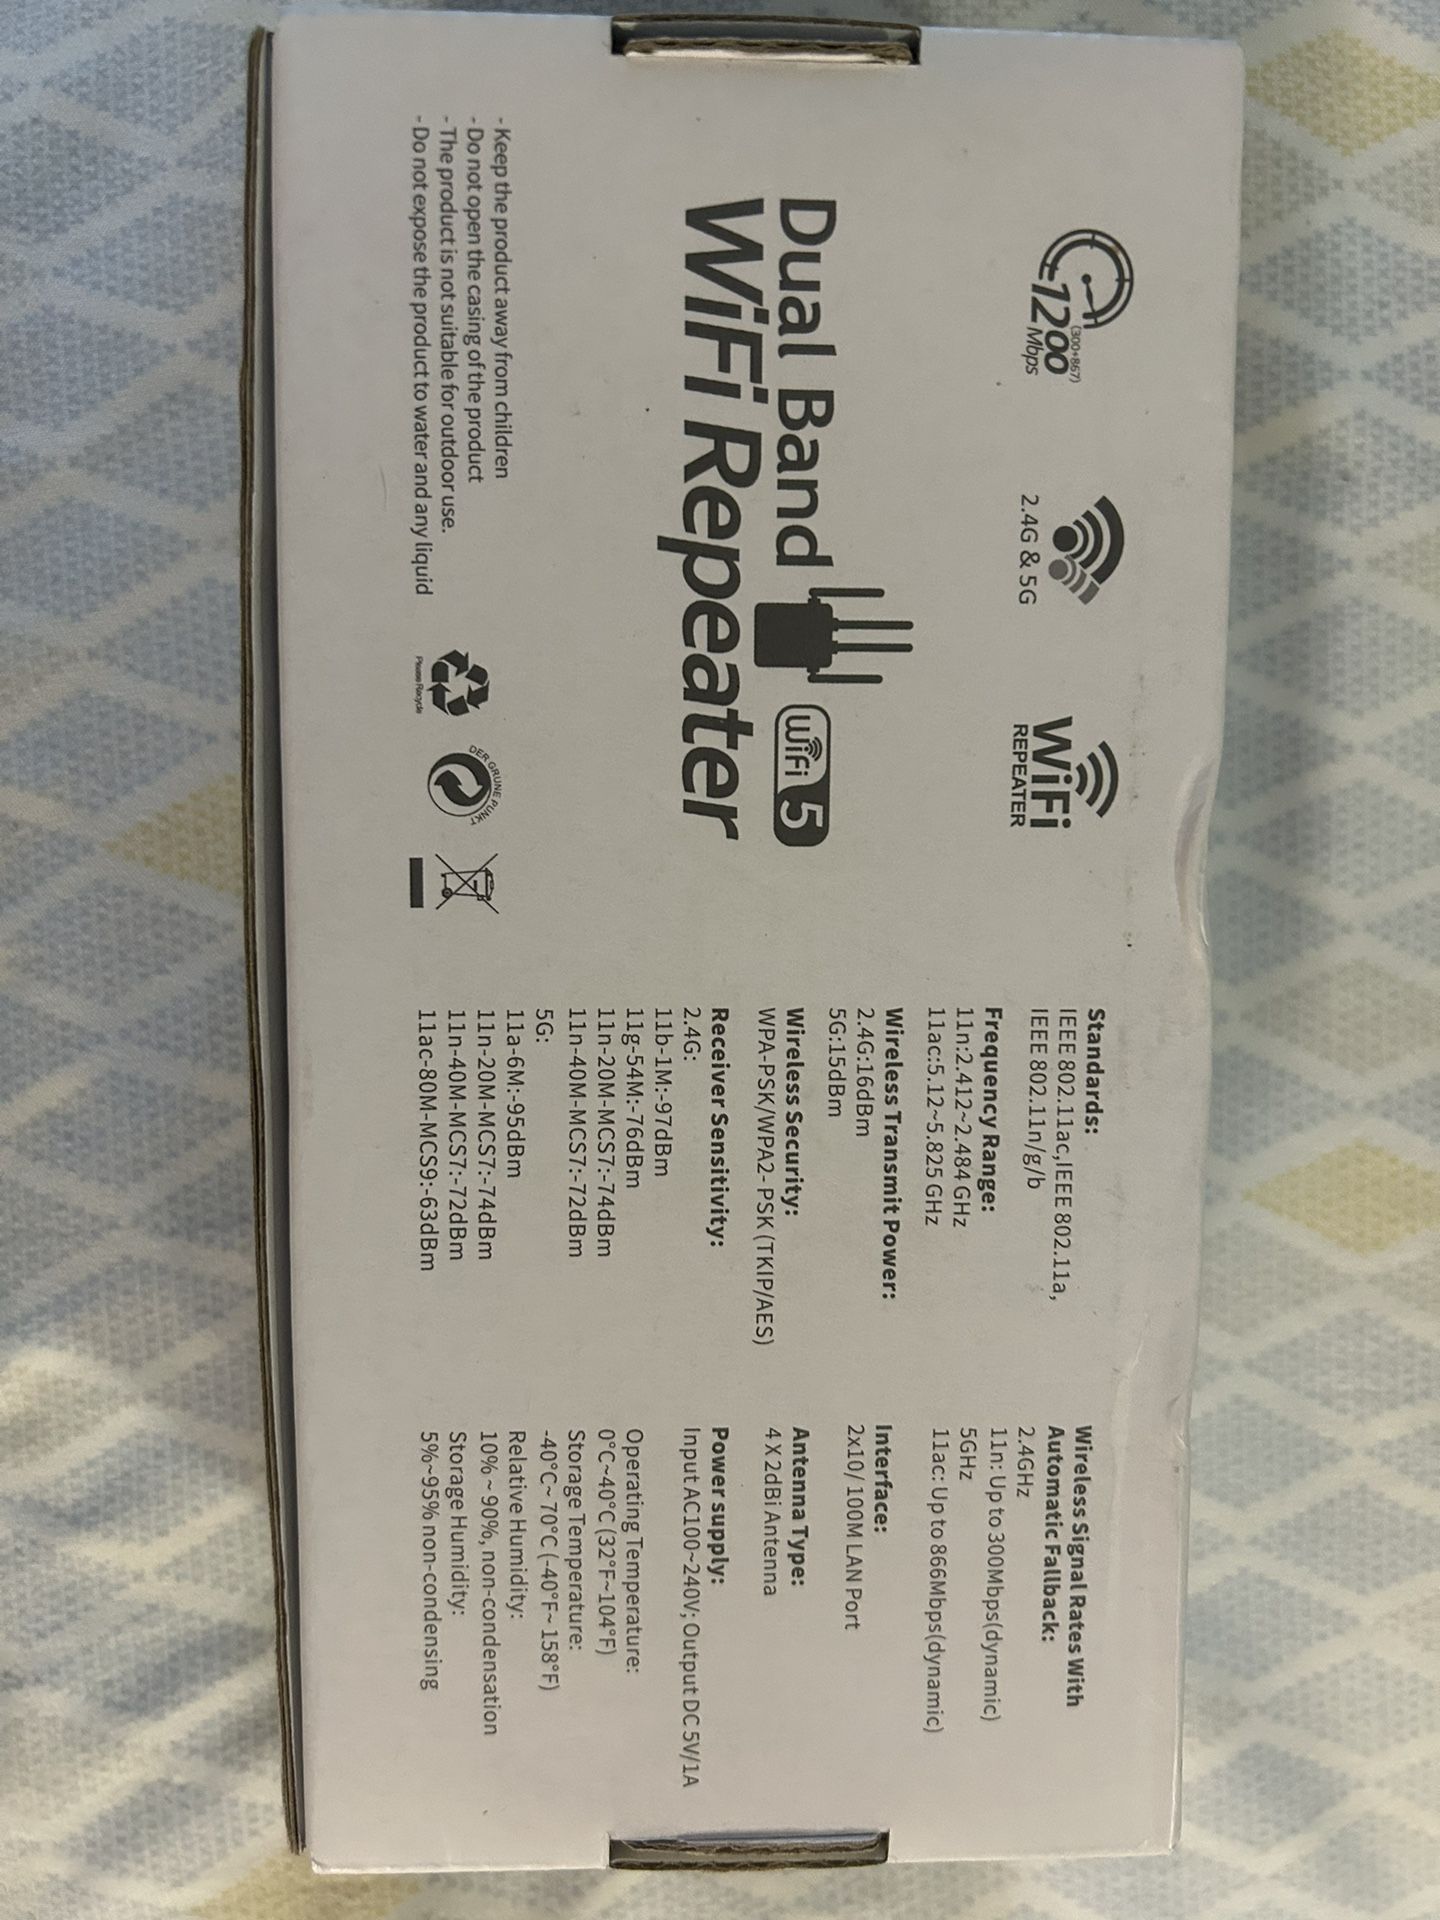 1200
(300+867)
Mbps
2.4G & 5G
WiFi
REPEATER
Dual Band
WiFi 5
WiFi Repeater
- Keep the product away from children
- Do not open the casing of the product
- The product is not suitable for outdoor use.
- Do not expose the product to water and any liquid
Please Recycle
DER GRÜNE PUNKT
Standards:
IEEE 802.11ac,IEEE 802.11a,
IEEE 802.11n/g/b
Frequency Range:
11n:2.412~2.484 GHz
11ac:5.12~5.825 GHz
Wireless Transmit Power:
2.4G:16dBm
5G:15dBm
Wireless Security:
WPA-PSK/WPA2- PSK (TKIP/AES)
Receiver Sensitivity:
2.4G:
11b-1M:-97dBm
11g-54M:-76dBm
11n-20M-MCS7:-74dBm
11n-40M-MCS7:-72dBm
5G:
11a-6M:-95dBm
11n-20M-MCS7:-74dBm
11n-40M-MCS7:-72dBm
11ac-80M-MCS9:-63dBm
Wireless Signal Rates With
Automatic Fallback:
2.4GHz
11n: Up to 300Mbps(dynamic)
5GHz
11ac: Up to 866Mbps(dynamic)
Interface:
2x10/100M LAN Port
Antenna Type:
4 X 2dBi Antenna
Power supply:
Input AC100~240V; Output DC 5V/1A
Operating Temperature:
0°C~40°C (32°F~104°F)
Storage Temperature:
-40°C~70°C (-40°F~158°F)
Relative Humidity:
10%~90%, non-condensation
Storage Humidity:
5%~95% non-condensing